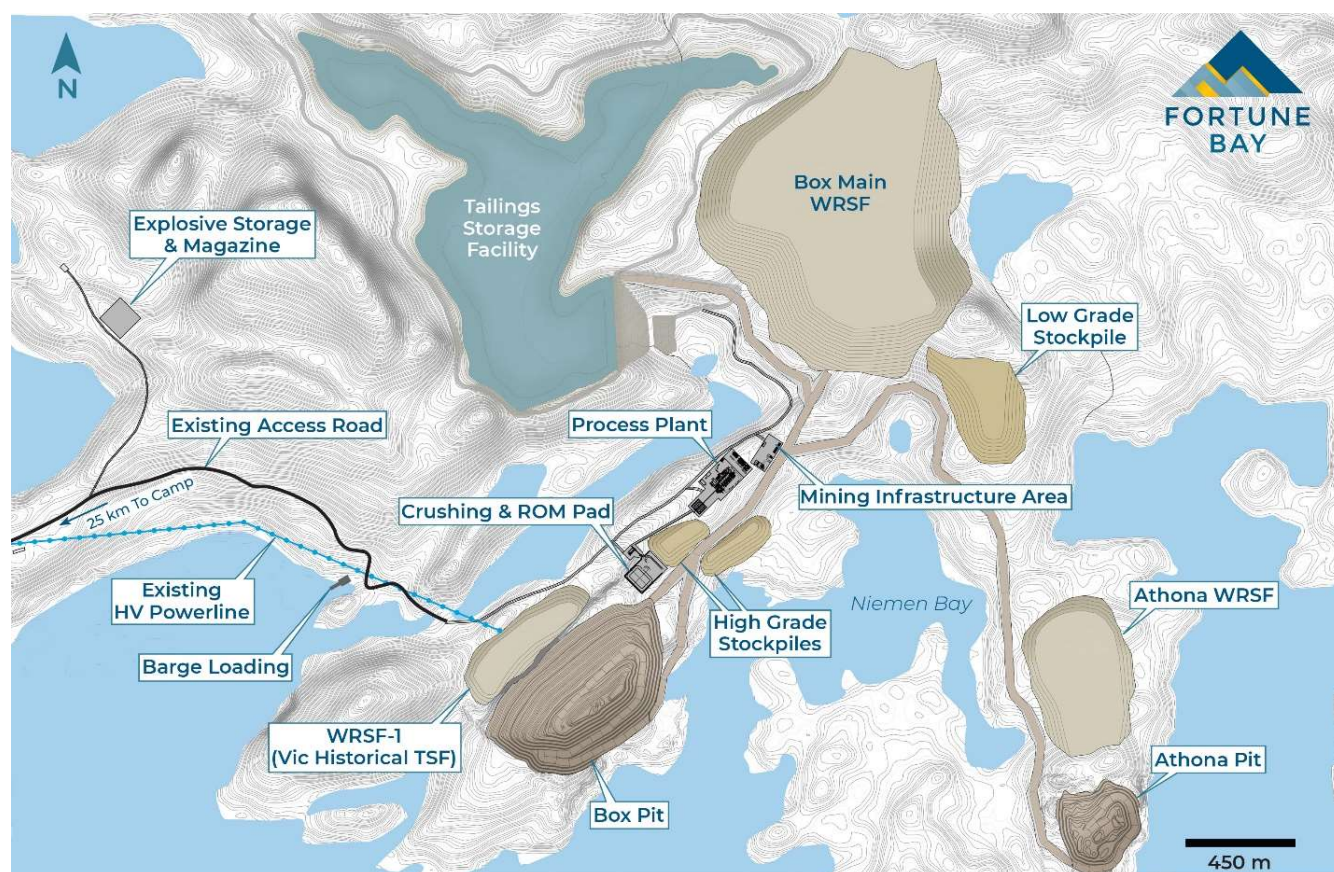 N
FORTUNE
BAY
Box Main
WRSF
Tailings
Storage
Facility
Explosive Storage
& Magazine
Low Grade
Stockpile
Existing Access Road
Process Plant
25 km To Camp
Crushing & ROM Pad
Mining Infrastructure Area
Existing
HV Powerline
Niemen Bay
Athona WRSF
High Grade
Stockpiles
Barge Loading
WRSF-1
(Vic Historical TSF)
Athona Pit
Box Pit
450 m